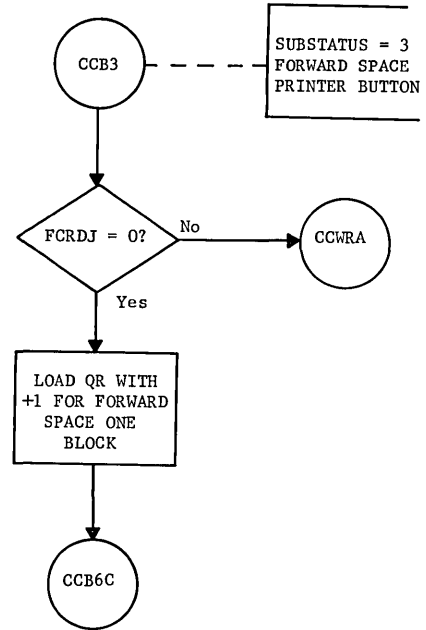 CCB3
SUBSTATUS = 3
FORWARD SPACE
PRINTER BUTTON
FCRDJ = 0?
No
CCWRA
Yes
LOAD QR WITH
+1 FOR FORWARD
SPACE ONE
BLOCK
CCB6C